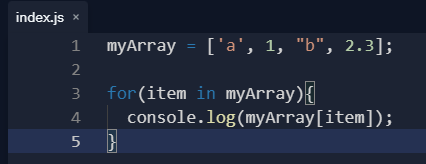 index.js ×
1 myArray = ['a', 1, "b", 2.3];
2
3 for(item in myArray){
4   console.log(myArray[item]);
5 }